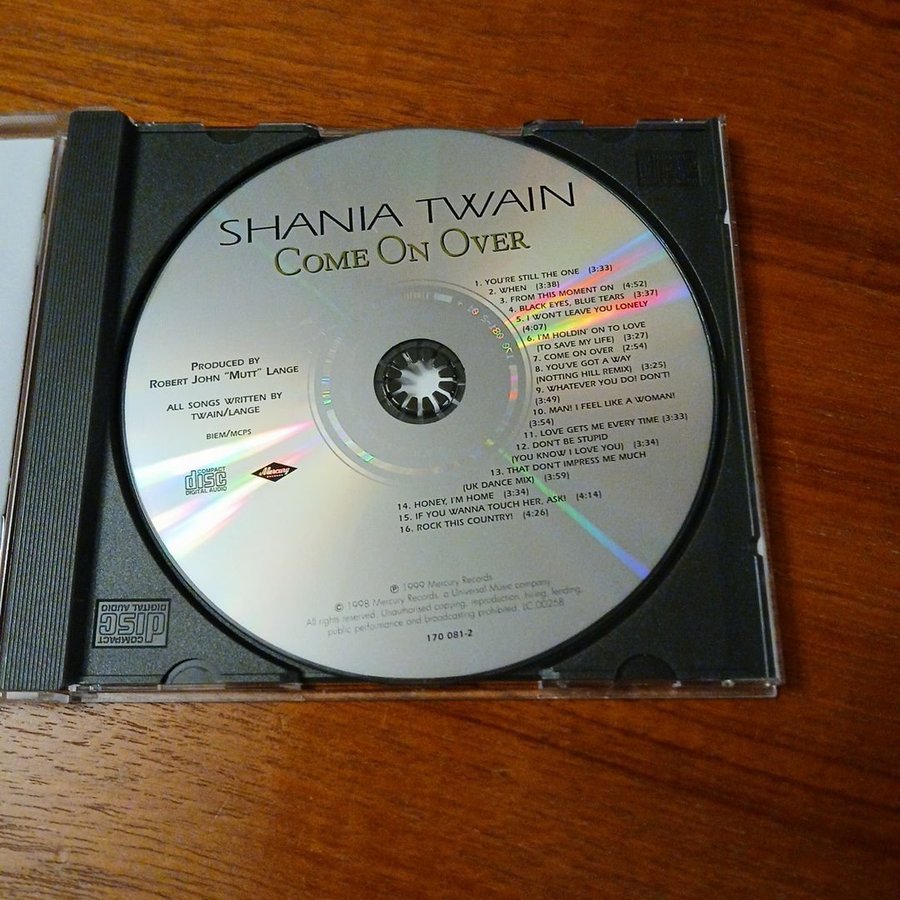 SHANIA TWAIN
COME ON OVER
1. YOU'RE STILL THE ONE (3:33)
2. WHEN (3:38)
3. FROM THIS MOMENT ON (4:52)
4. BLACK EYES, BLUE TEARS (3:37)
5. I WON'T LEAVE YOU LONELY
(4:07)
6. I'M HOLDIN' ON TO LOVE
(TO SAVE MY LIFE) (3:27)
7. COME ON OVER (2:54)
8. YOU'VE GOT A WAY
(NOTTING HILL REMIX) (3:25)
9. WHATEVER YOU DO! DON'T!
(3:49)
10. MAN! I FEEL LIKE A WOMAN!
(3:54)
11. LOVE GETS ME EVERY TIME (3:33)
12. DON'T BE STUPID
(YOU KNOW I LOVE YOU) (3:34)
13. THAT DON'T IMPRESS ME MUCH
(UK DANCE MIX) (3:59)
14. HONEY, I'M HOME (3:34)
15. IF YOU WANNA TOUCH HER, ASK! (4:14)
16. ROCK THIS COUNTRY! (4:26)
PRODUCED BY
ROBERT JOHN "MUTT" LANGE
ALL SONGS WRITTEN BY
TWAIN/LANGE
BIEM/MCPS
COMPACT
disc
DIGITAL AUDIO
Mercury
℗ 1999 Mercury Records
© 1998 Mercury Records, a Universal Music company
All rights reserved. Unauthorised copying, reproduction, hiring, lending,
public performance and broadcasting prohibited. LC 00268
170 081-2
COMPACT
disc
DIGITAL AUDIO